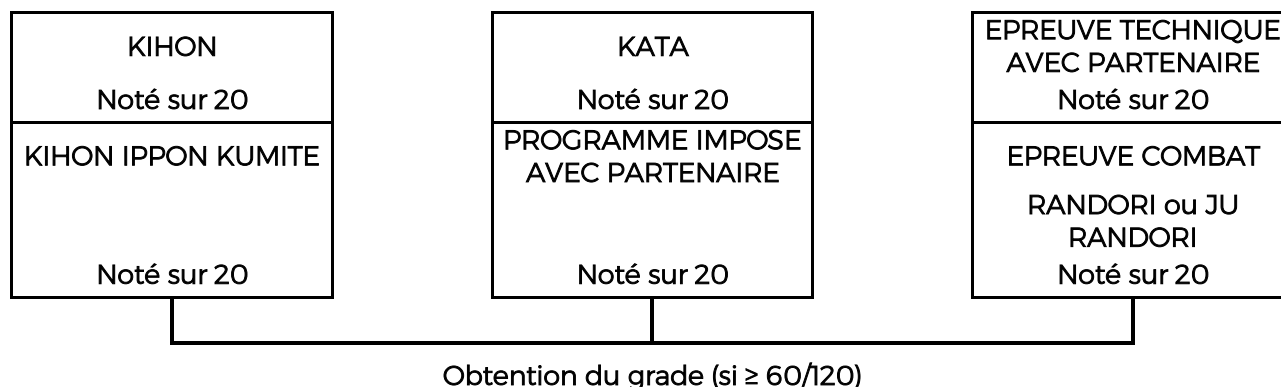 KIHON
Noté sur 20
KIHON IPPON KUMITE
Noté sur 20
KATA
Noté sur 20
PROGRAMME IMPOSE
AVEC PARTENAIRE
Noté sur 20
EPREUVE TECHNIQUE
AVEC PARTENAIRE
Noté sur 20
EPREUVE COMBAT
RANDORI ou JU
RANDORI
Noté sur 20
Obtention du grade (si ≥ 60/120)